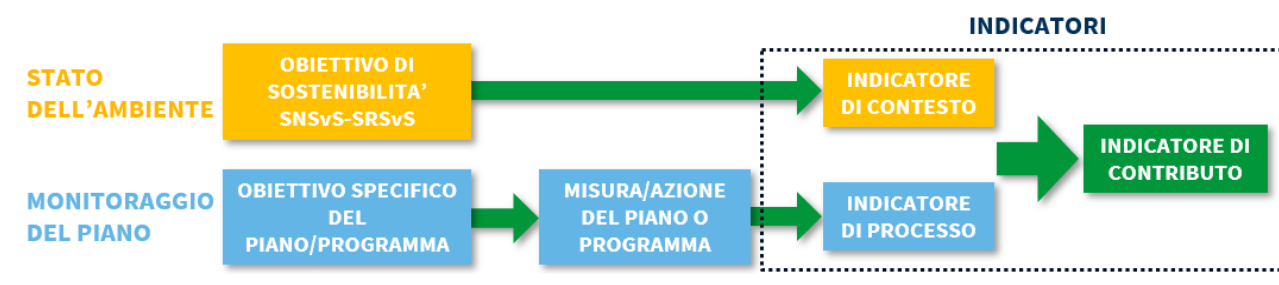 INDICATORI
STATO
DELL'AMBIENTE
OBIETTIVO DI
SOSTENIBILITA'
SNSvS-SRSvS
INDICATORE
DI CONTESTO
INDICATORE DI
CONTRIBUTO
MONITORAGGIO
DEL PIANO
OBIETTIVO SPECIFICO
DEL
PIANO/PROGRAMMA
MISURA/AZIONE
DEL PIANO O
PROGRAMMA
INDICATORE
DI PROCESSO